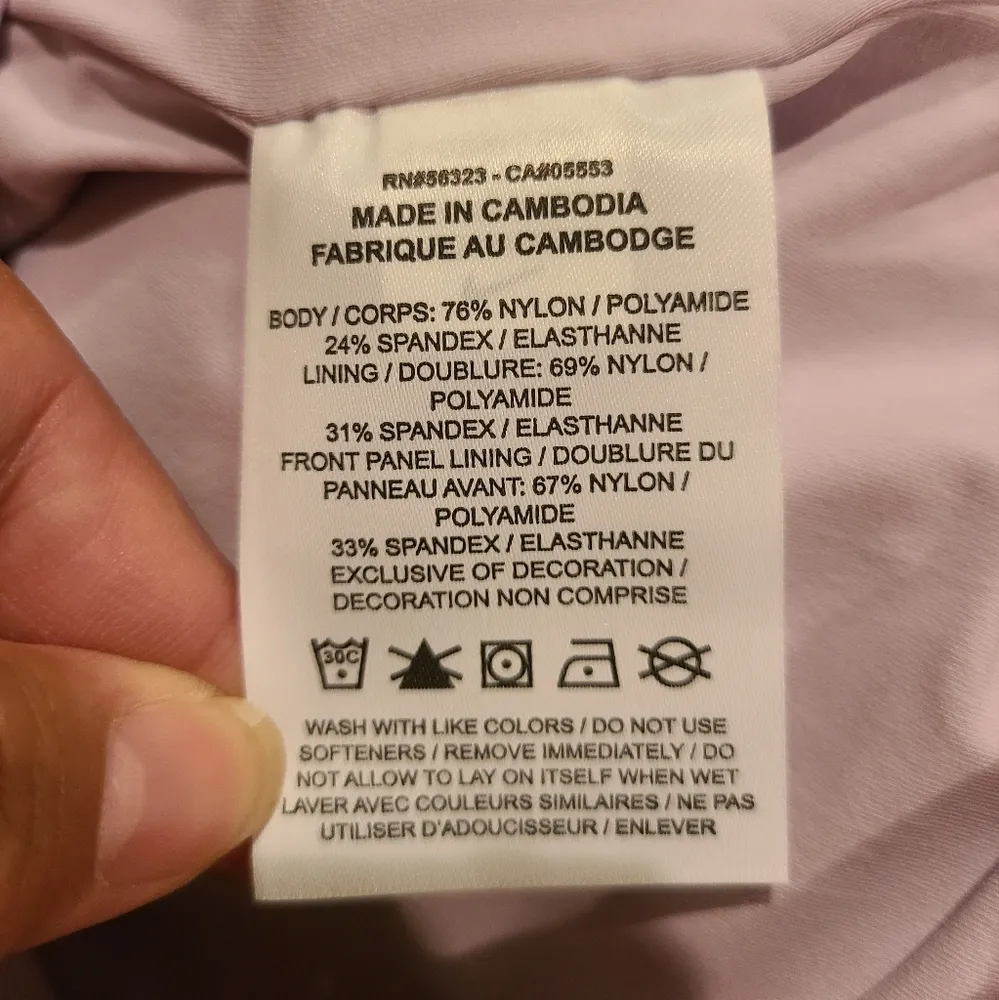 RN#56323 - CA#05553
MADE IN CAMBODIA
FABRIQUE AU CAMBODGE
BODY / CORPS: 76% NYLON / POLYAMIDE
24% SPANDEX / ELASTHANNE
LINING / DOUBLURE: 69% NYLON /
POLYAMIDE
31% SPANDEX / ELASTHANNE
FRONT PANEL LINING / DOUBLURE DU
PANNEAU AVANT: 67% NYLON /
POLYAMIDE
33% SPANDEX / ELASTHANNE
EXCLUSIVE OF DECORATION /
DECORATION NON COMPRISE
30C
WASH WITH LIKE COLORS / DO NOT USE
SOFTENERS / REMOVE IMMEDIATELY / DO
NOT ALLOW TO LAY ON ITSELF WHEN WET
LAVER AVEC COULEURS SIMILAIRES / NE PAS
UTILISER D'ADOUCISSEUR / ENLEVER